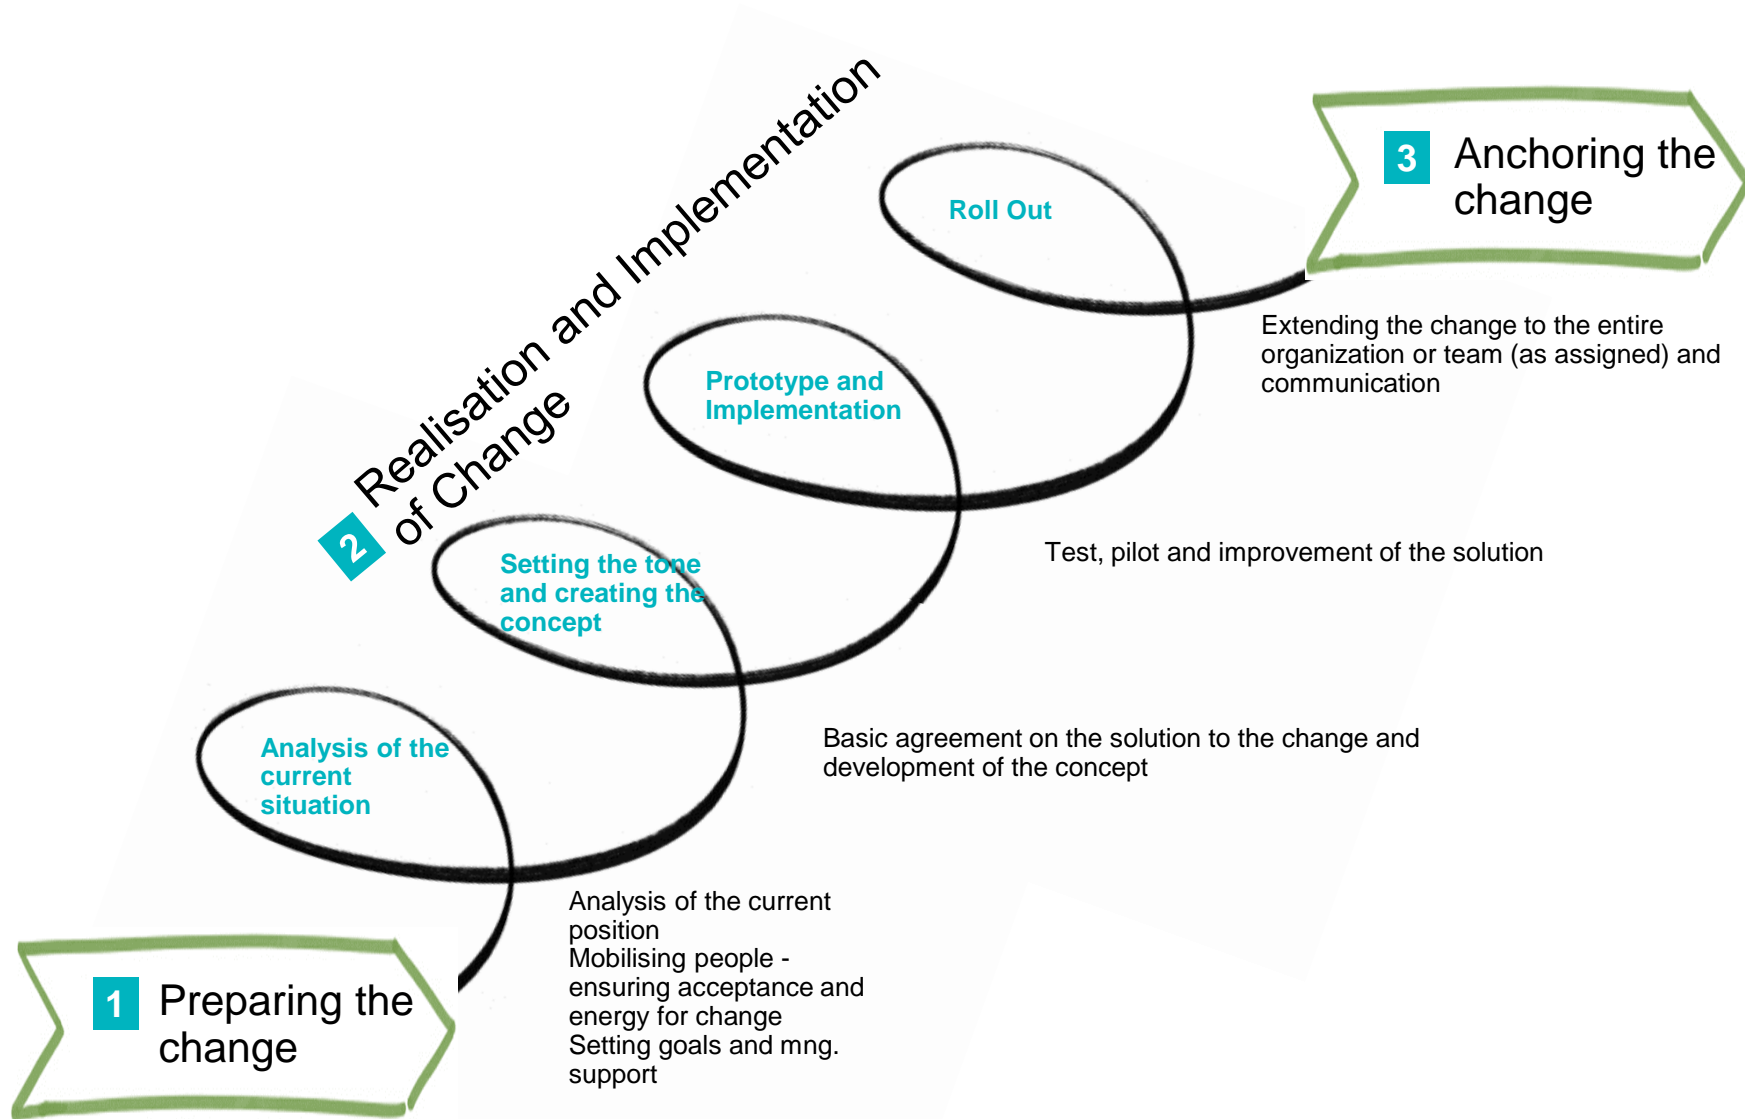 1
Preparing the
change
2
Realisation and Implementation
of Change
Analysis of the
current
situation
Analysis of the current
position
Mobilising people -
ensuring acceptance and
energy for change
Setting goals and mng.
support
Setting the tone
and creating the
concept
Basic agreement on the solution to the change and
development of the concept
Prototype and
Implementation
Test, pilot and improvement of the solution
Roll Out
Extending the change to the entire
organization or team (as assigned) and
communication
3
Anchoring the
change